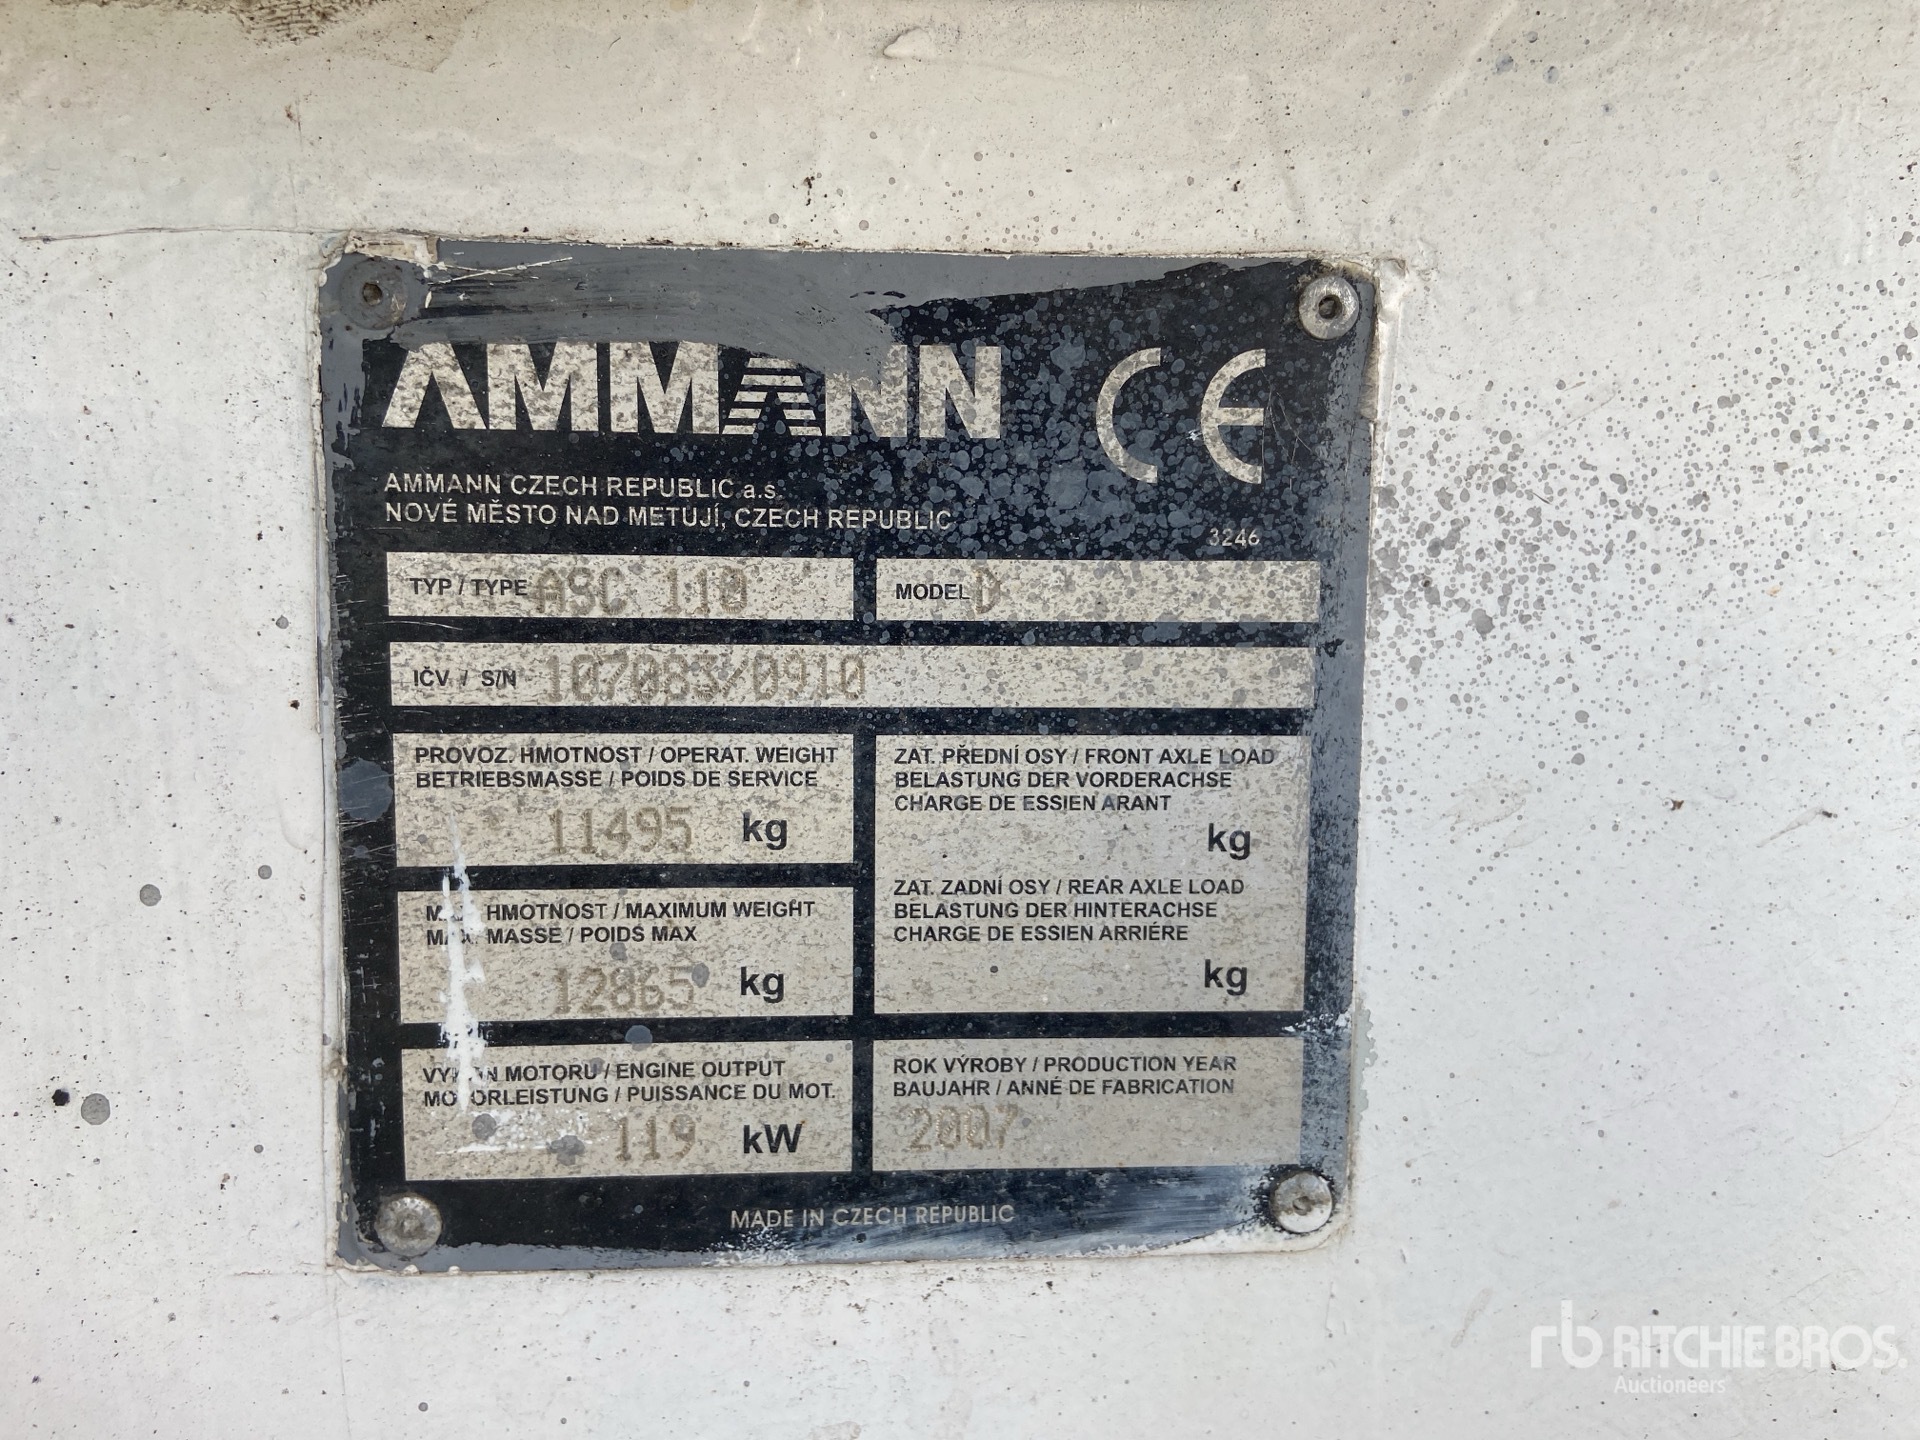 AMMANN CE
AMMANN CZECH REPUBLIC a.s.
NOVÉ MĚSTO NAD METUJÍ, CZECH REPUBLIC
3246
TYP / TYPE ASC 110
MODEL D
IČV / S/N 107083/0910
PROVOZ. HMOTNOST / OPERAT. WEIGHT
BETRIEBSMASSE / POIDS DE SERVICE
11495 kg
ZAT. PŘEDNÍ OSY / FRONT AXLE LOAD
BELASTUNG DER VORDERACHSE
CHARGE DE ESSIEN ARANT
kg
ZAT. ZADNÍ OSY / REAR AXLE LOAD
BELASTUNG DER HINTERACHSE
CHARGE DE ESSIEN ARRIÉRE
kg
HMOTNOST / MAXIMUM WEIGHT
MAX. MASSE / POIDS MAX
12865 kg
VÝKON MOTORU / ENGINE OUTPUT
MOTORLEISTUNG / PUISSANCE DU MOT.
119 kW
ROK VÝROBY / PRODUCTION YEAR
BAUJAHR / ANNÉ DE FABRICATION
2007
MADE IN CZECH REPUBLIC
rb RITCHIE BROS.
Auctioneers